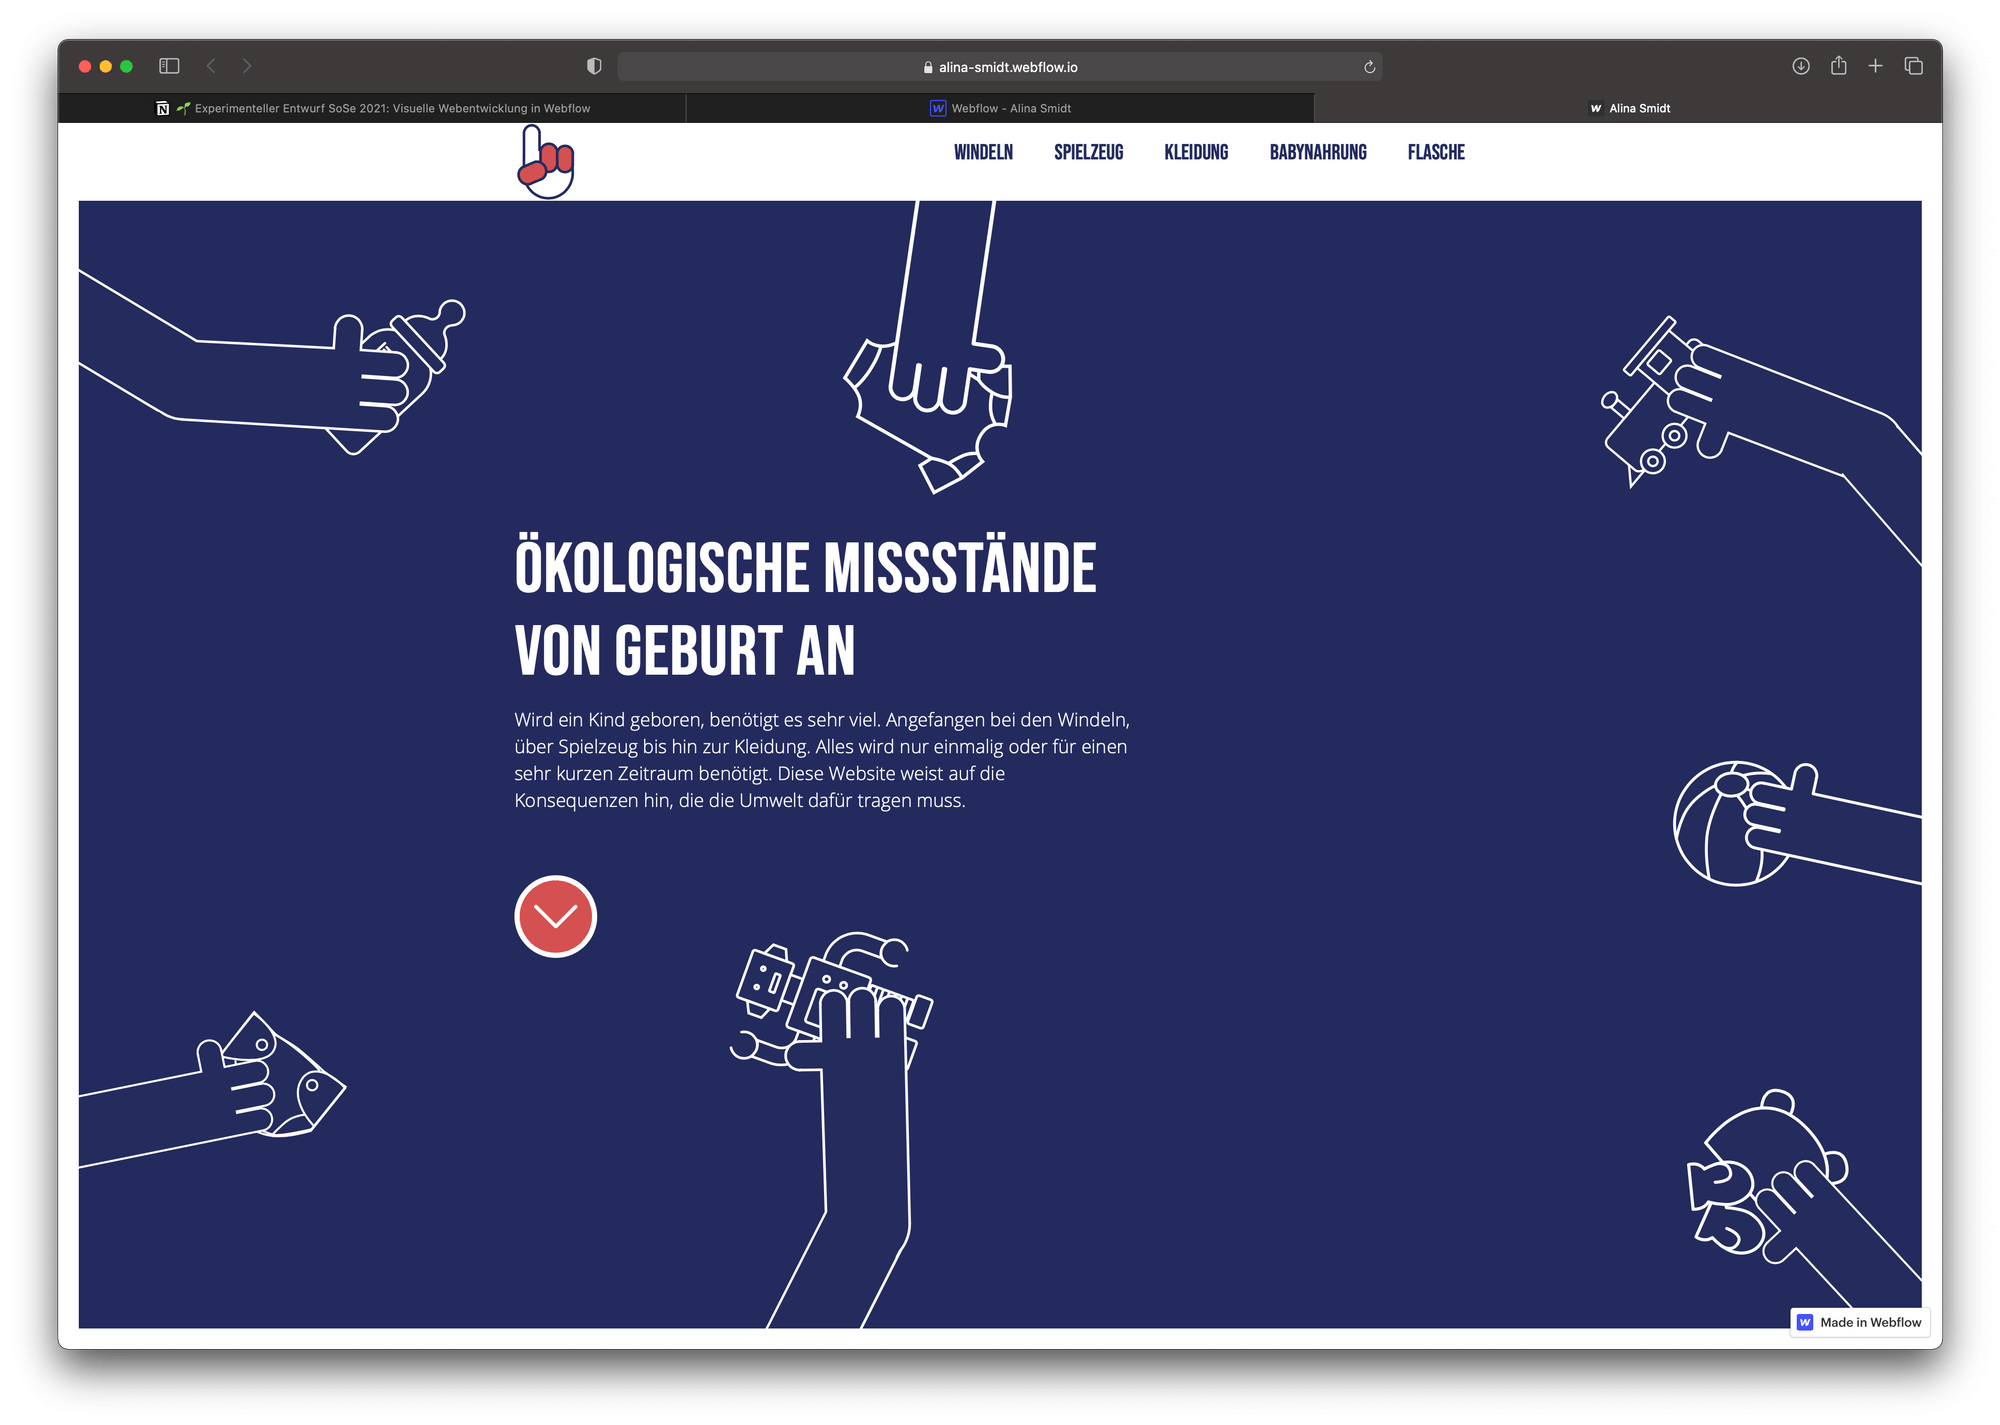 alina-smidt.webflow.io
Experimenteller Entwurf SoSe 2021: Visuelle Webentwicklung in Webflow
Webflow - Alina Smidt
Alina Smidt
WINDELN
SPIELZEUG
KLEIDUNG
BABYNAHRUNG
FLASCHE
ÖKOLOGISCHE MISSSTÄNDE
VON GEBURT AN
Wird ein Kind geboren, benötigt es sehr viel. Angefangen bei den Windeln,
über Spielzeug bis hin zur Kleidung. Alles wird nur einmalig oder für einen
sehr kurzen Zeitraum benötigt. Diese Website weist auf die
Konsequenzen hin, die die Umwelt dafür tragen muss.
Made in Webflow